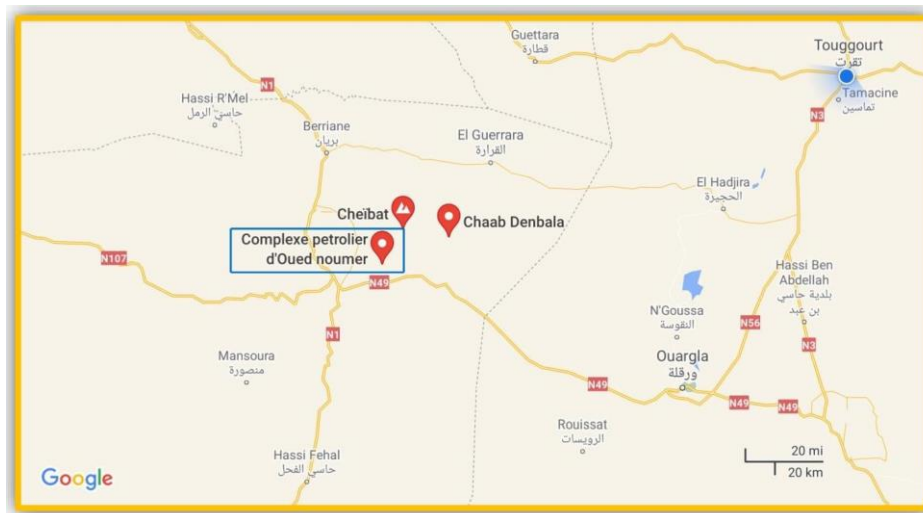 Guettara
قطارة
Touggourt
تقرت
N1
Hassi R'Mel
حاسي الرمل
Tamacine
تماسين
N3
Berriane
بريان
El Guerrara
القرارة
El Hadjira
الحجيرة
Cheïbat
Chaab Denbala
Complexe petrolier
d'Oued noumer
N107
N49
Hassi Ben
Abdellah
بلدية حاسي
بن عبد
N'Goussa
النقوسة
N1
N56
N3
Mansoura
منصورة
Ouargla
ورقلة
N49
N49
N49
Rouissat
الرويسات
Hassi Fehal
حاسي الفحل
20 mi
20 km
Google